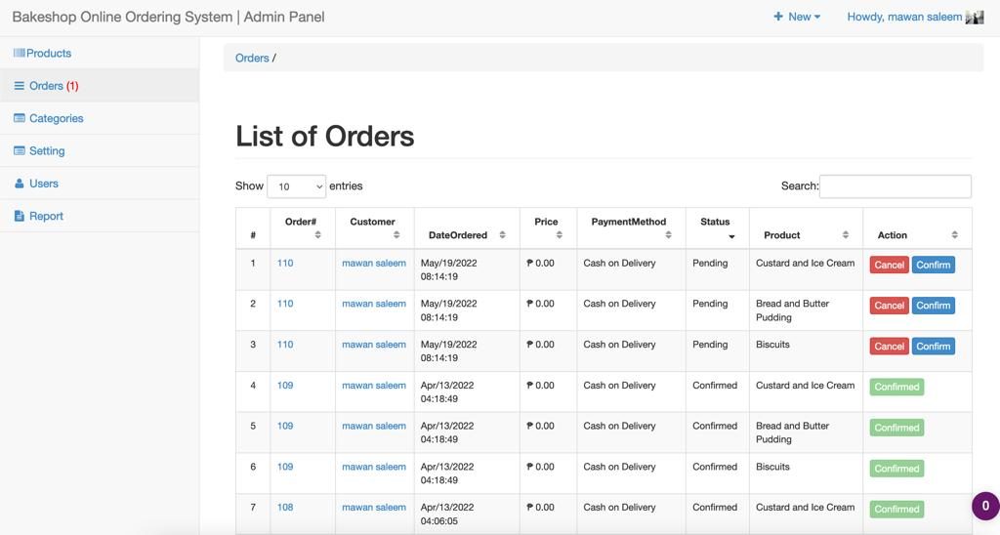 Bakeshop Online Ordering System | Admin Panel
New
Howdy, mawan saleem
Products
Orders (1)
Categories
Setting
Users
Report
Orders /
List of Orders
Show 10 entries
Search:
# Order# Customer DateOrdered Price PaymentMethod Status Product Action
1 110 mawan saleem May/19/2022 ₱ 0.00 Cash on Delivery Pending Custard and Ice Cream Cancel Confirm
08:14:19
2 110 mawan saleem May/19/2022 ₱ 0.00 Cash on Delivery Pending Bread and Butter Cancel Confirm
08:14:19 Pudding
3 110 mawan saleem May/19/2022 ₱ 0.00 Cash on Delivery Pending Biscuits Cancel Confirm
08:14:19
4 109 mawan saleem Apr/13/2022 ₱ 0.00 Cash on Delivery Confirmed Custard and Ice Cream Confirmed
04:18:49
5 109 mawan saleem Apr/13/2022 ₱ 0.00 Cash on Delivery Confirmed Bread and Butter Confirmed
04:18:49 Pudding
6 109 mawan saleem Apr/13/2022 ₱ 0.00 Cash on Delivery Confirmed Biscuits Confirmed
04:18:49
7 108 mawan saleem Apr/13/2022 ₱ 0.00 Cash on Delivery Confirmed Custard and Ice Cream Confirmed
04:06:05
0